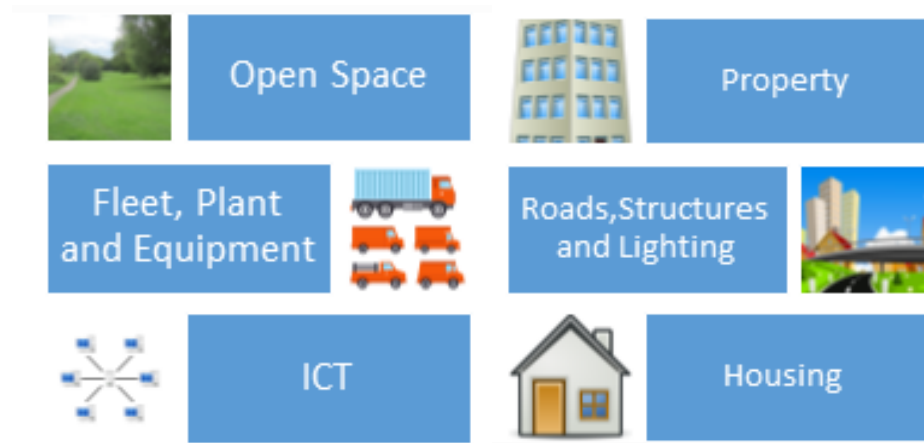 Open Space
Property
Fleet, Plant
and Equipment
Roads,Structures
and Lighting
ICT
Housing